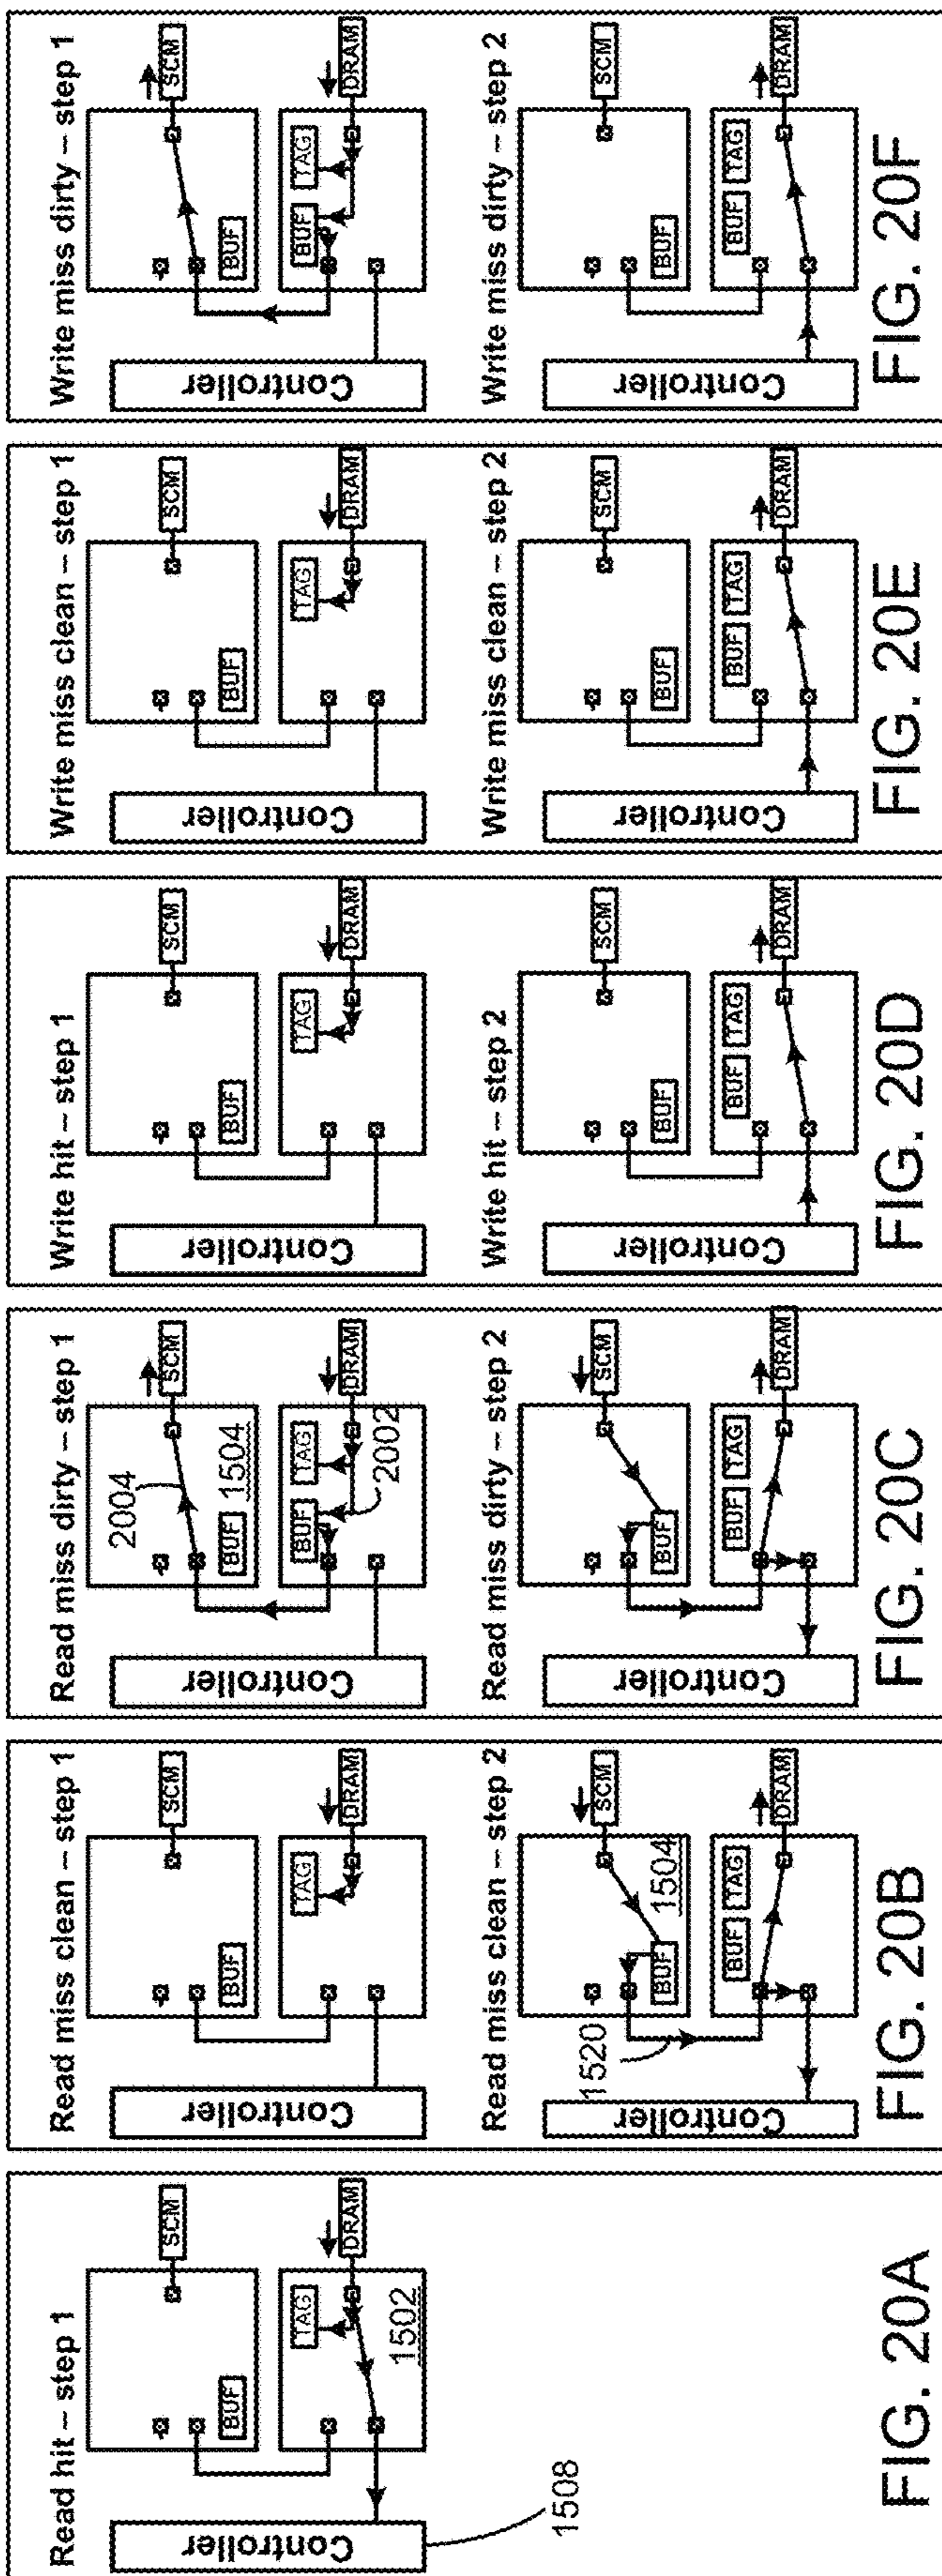 Read hit – step 1
SCM
BUF
TAG
DRAM
1502
Controller
1508
FIG. 20A
Read miss clean – step 1
SCM
BUF
TAG
DRAM
Controller
Read miss clean – step 2
SCM
BUF
1504
1520
BUF
TAG
DRAM
Controller
FIG. 20B
Read miss dirty – step 1
2004
SCM
BUF
1504
BUF
TAG
DRAM
2002
Controller
Read miss dirty – step 2
SCM
BUF
BUF
TAG
DRAM
Controller
FIG. 20C
Write hit – step 1
SCM
BUF
TAG
DRAM
Controller
Write hit – step 2
SCM
BUF
BUF
TAG
DRAM
Controller
FIG. 20D
Write miss clean – step 1
SCM
BUF
TAG
DRAM
Controller
Write miss clean – step 2
SCM
BUF
BUF
TAG
DRAM
Controller
FIG. 20E
Write miss dirty – step 1
SCM
BUF
BUF
TAG
DRAM
Controller
Write miss dirty – step 2
SCM
BUF
BUF
TAG
DRAM
Controller
FIG. 20F